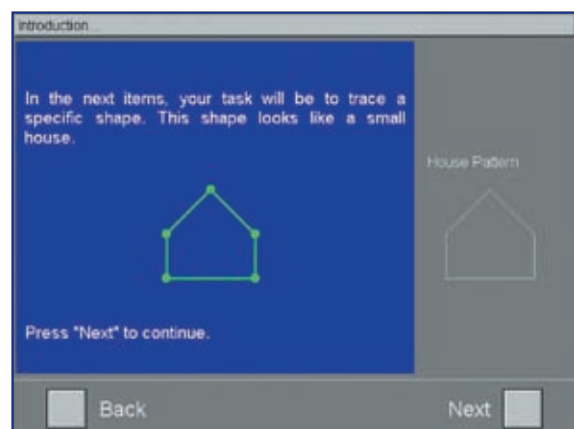 Introduction...
In the next items, your task will be to trace a
specific shape. This shape looks like a small
house.
House Pattern
Press "Next" to continue.
Back
Next